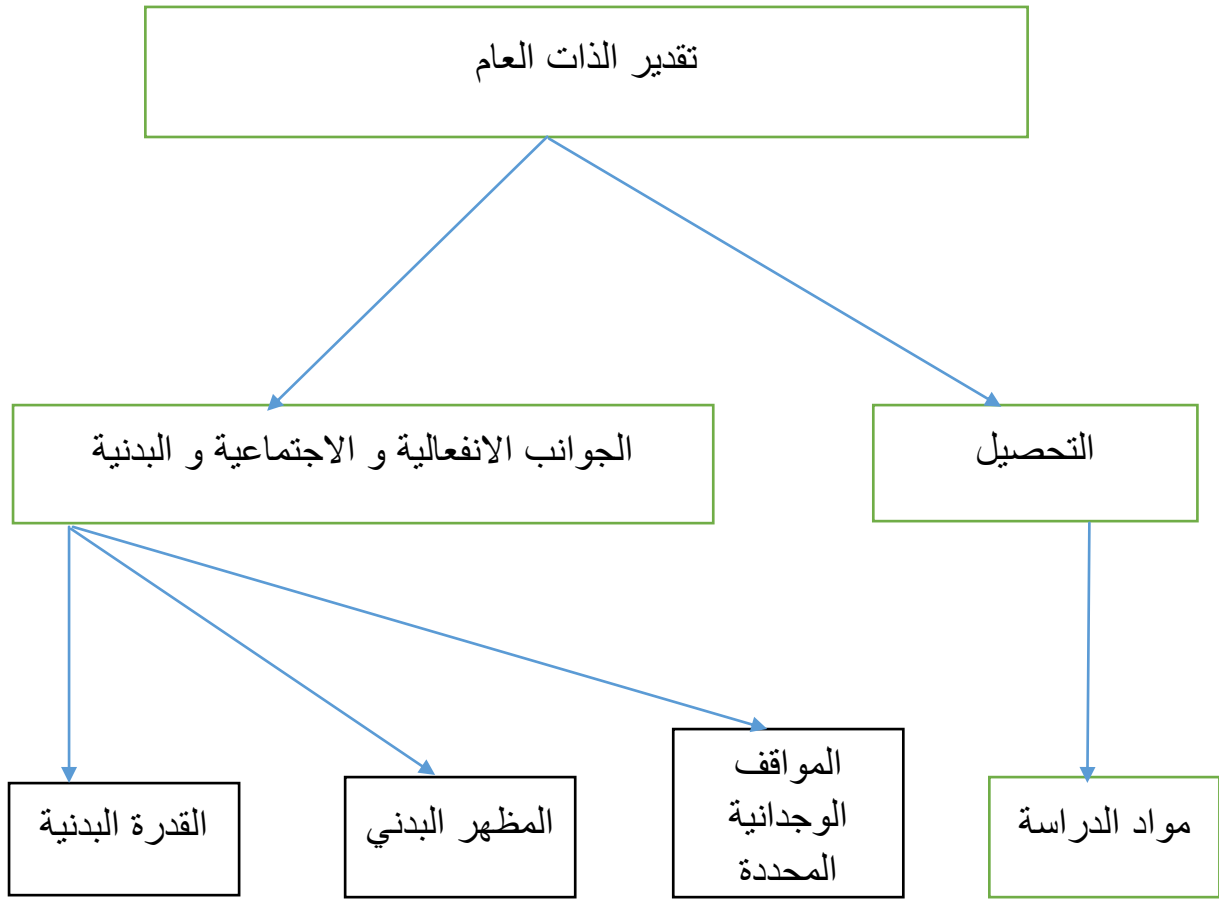 تقدير الذات العام
التحصيل
الجوانب الانفعالية و الاجتماعية و البدنية
مواد الدراسة
المواقف
الوجدانية
المحددة
المظهر البدني
القدرة البدنية